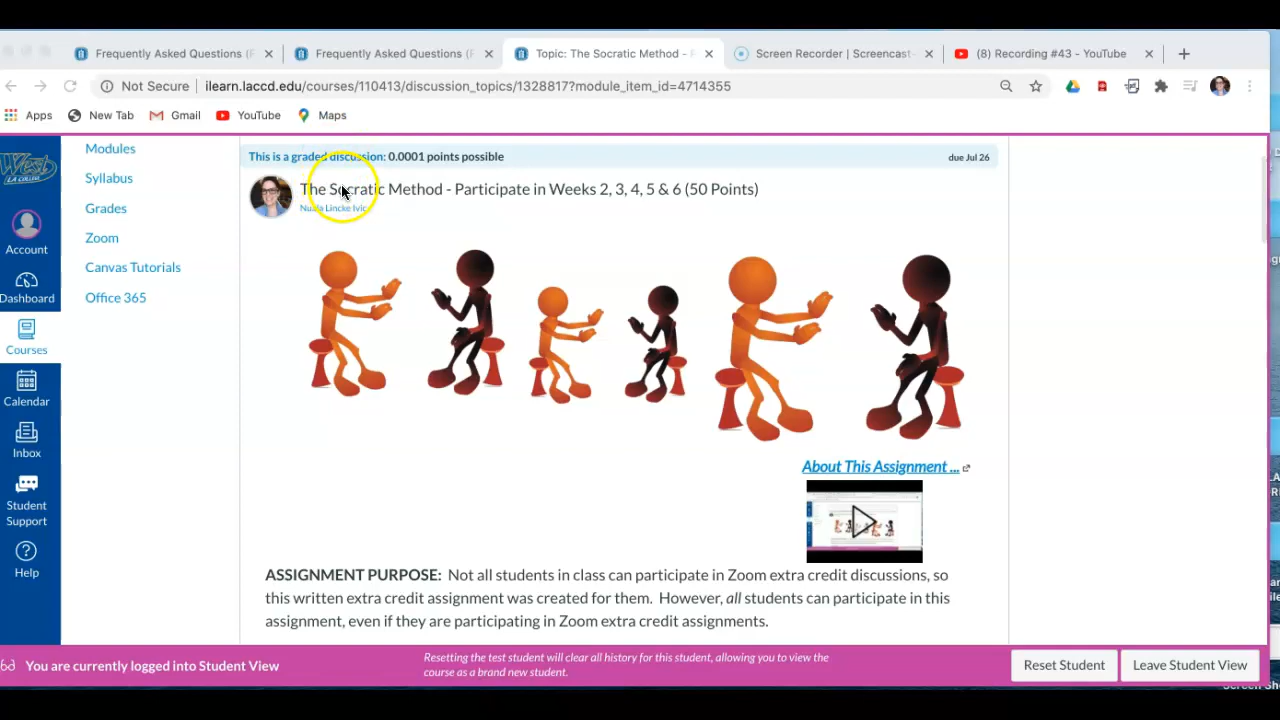 Frequently Asked Questions (F
Frequently Asked Questions (F
Topic: The Socratic Method -
Screen Recorder | Screencast-
(8) Recording #43 - YouTube
Not Secure
ilearn.laccd.edu/courses/110413/discussion_topics/1328817?module_item_id=4714355
Apps
New Tab
Gmail
YouTube
Maps
West
LA COLLEGE
Account
Dashboard
Courses
Calendar
Inbox
Student
Support
Help
Modules
Syllabus
Grades
Zoom
Canvas Tutorials
Office 365
This is a graded discussion: 0.0001 points possible
due Jul 26
The Socratic Method - Participate in Weeks 2, 3, 4, 5 & 6 (50 Points)
Nuala Lincke Ivic
About This Assignment ...
ASSIGNMENT PURPOSE: Not all students in class can participate in Zoom extra credit discussions, so
this written extra credit assignment was created for them. However, all students can participate in this
assignment, even if they are participating in Zoom extra credit assignments.
You are currently logged into Student View
Resetting the test student will clear all history for this student, allowing you to view the
course as a brand new student.
Reset Student
Leave Student View